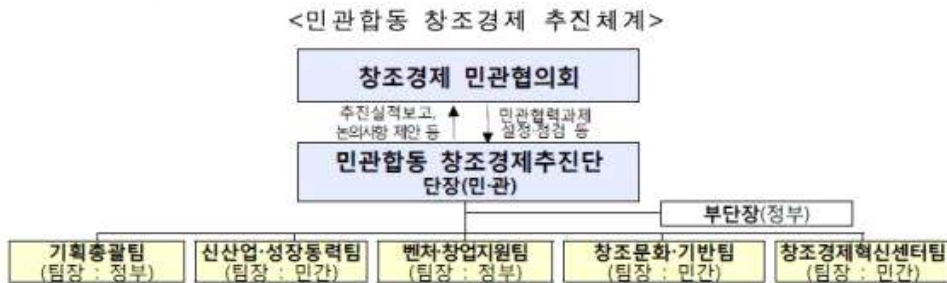 <민관합동 창조경제 추진체계>
창조경제 민관협의회
추진실적보고,
논의사항 제안 등
민관협력과제
설정·점검 등
민관합동 창조경제추진단
단장(민·관)
부단장(정부)
기획총괄팀
(팀장 : 정부)
신산업·성장동력팀
(팀장 : 민간)
벤처·창업지원팀
(팀장 : 정부)
창조문화·기반팀
(팀장 : 민간)
창조경제혁신센터팀
(팀장 : 민간)